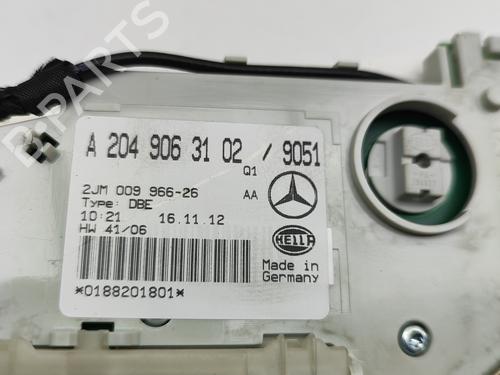 A 204 906 31 02 / 9051
Q1
2JM 009 966-26 AA
Type: DBE
10:21 16.11.12
HW 41/06
HELLA
Made in
Germany
*0188201801*
B-PARTS